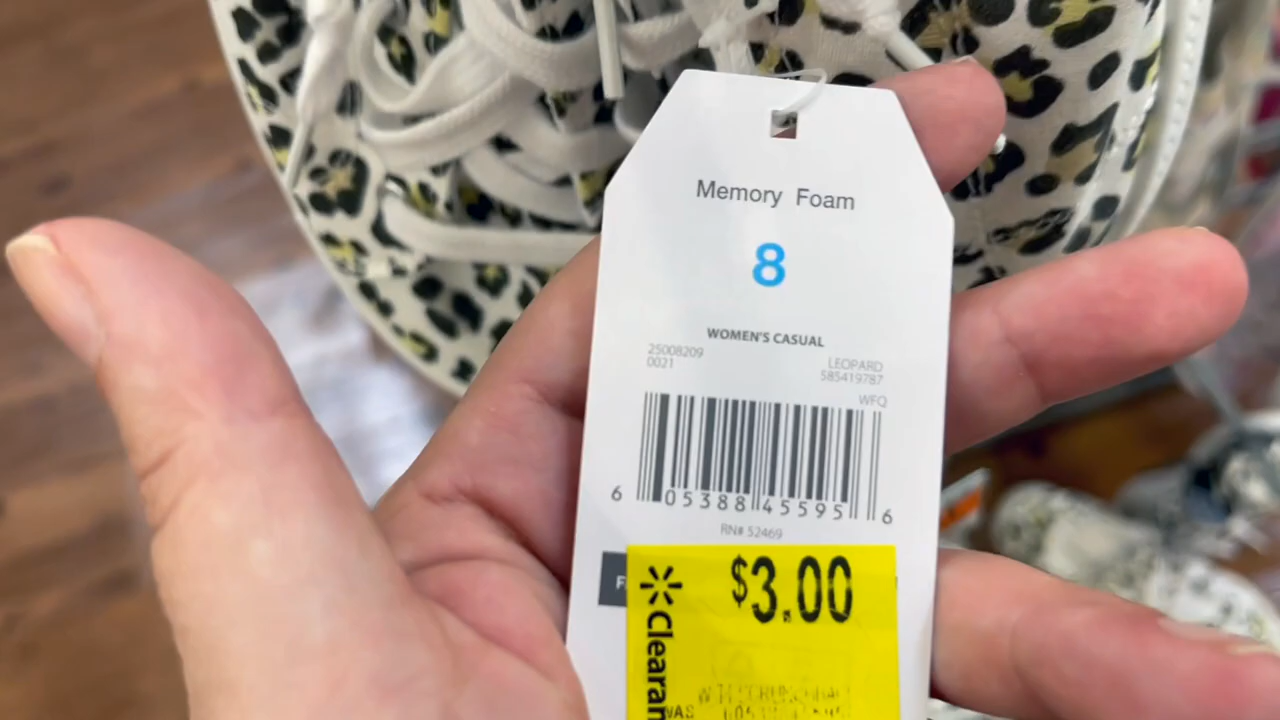 Memory Foam
8
WOMEN'S CASUAL
25008209 LEOPARD
0021 585419787
WFQ
6 05388 45595 6
RN# 52469
F
$3.00
Clearan
WAS